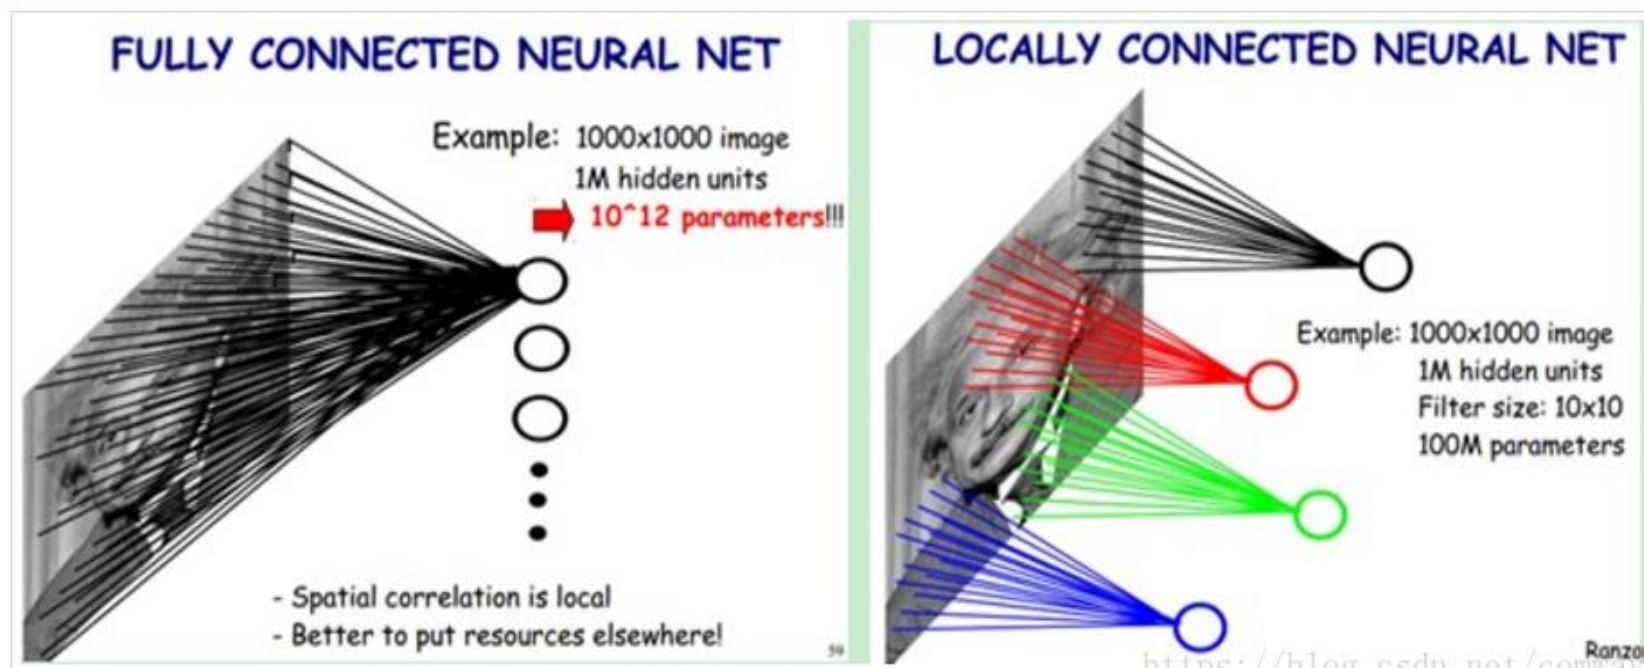 FULLY CONNECTED NEURAL NET
Example: 1000x1000 image
1M hidden units
10^12 parameters!!!
- Spatial correlation is local
- Better to put resources elsewhere!
59
LOCALLY CONNECTED NEURAL NET
Example: 1000x1000 image
1M hidden units
Filter size: 10x10
100M parameters
Ranzo